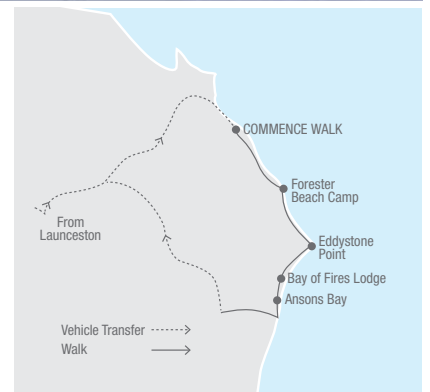 COMMENCE WALK
Forester
Beach Camp
From
Launceston
Eddystone
Point
Bay of Fires Lodge
Ansons Bay
Vehicle Transfer
Walk